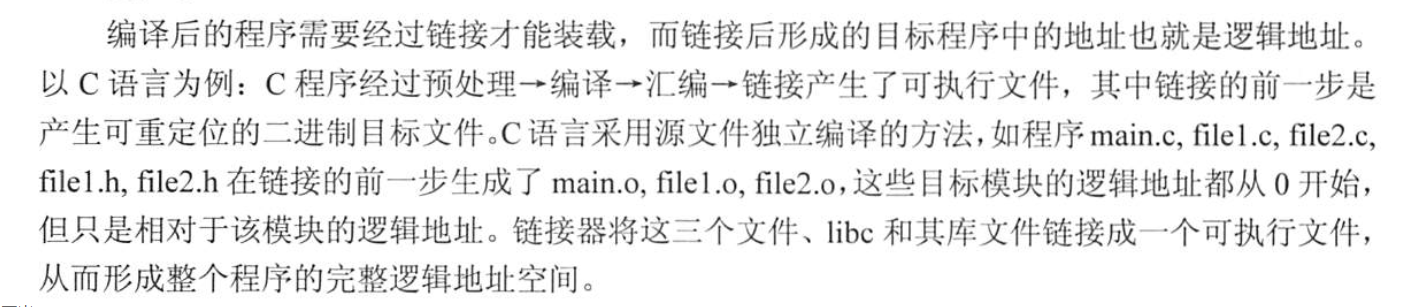 编译后的程序需要经过链接才能装载，而链接后形成的目标程序中的地址也就是逻辑地址。
以 C 语言为例：C 程序经过预处理→编译→汇编→链接产生了可执行文件，其中链接的前一步是
产生可重定位的二进制目标文件。C 语言采用源文件独立编译的方法，如程序 main.c, file1.c, file2.c,
file1.h, file2.h 在链接的前一步生成了 main.o, file1.o, file2.o，这些目标模块的逻辑地址都从 0 开始，
但只是相对于该模块的逻辑地址。链接器将这三个文件、libc 和其库文件链接成一个可执行文件，
从而形成整个程序的完整逻辑地址空间。